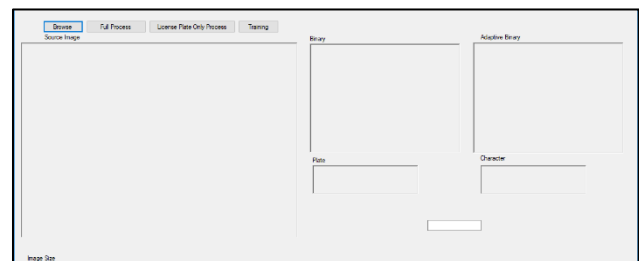 Browse Full Process License Plate Only Process Training
Source Image
Binary
Adaptive Binary
Plate
Character
Image Size